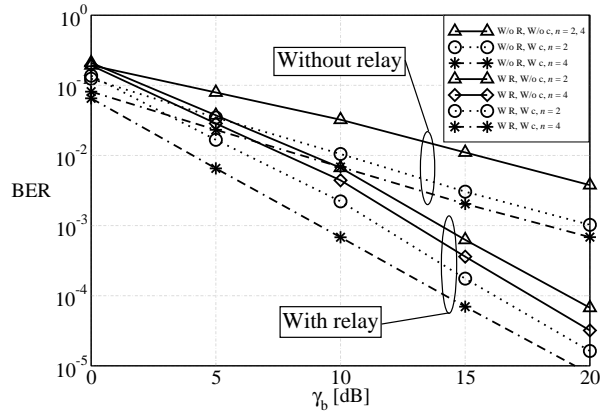 10^0
10^-1
10^-2
10^-3
10^-4
10^-5
BER
0
5
10
15
20
γ_b [dB]
Without relay
With relay
W/o R, W/o c, n = 2, 4
W/o R, W c, n = 2
W/o R, W c, n = 4
W R, W/o c, n = 2
W R, W/o c, n = 4
W R, W c, n = 2
W R, W c, n = 4